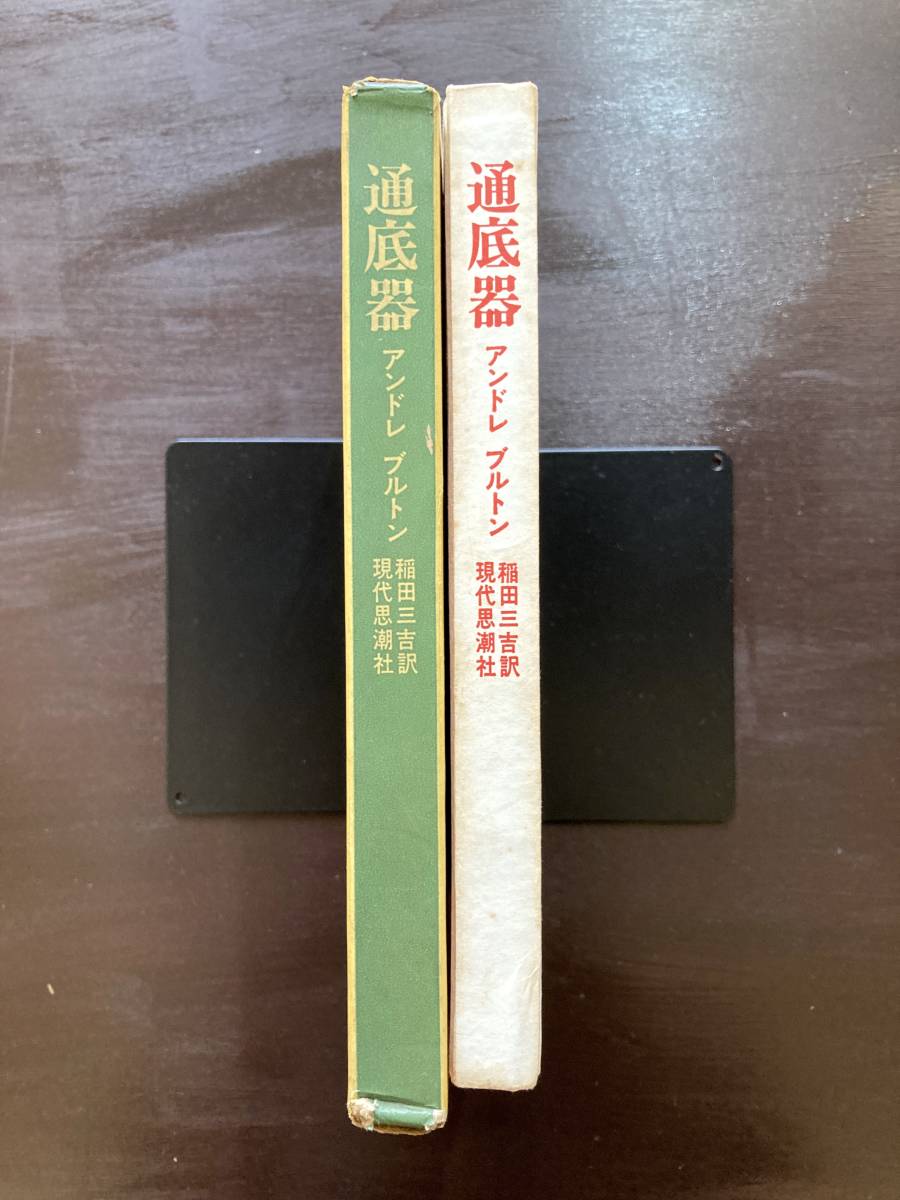 通底器
アンドレ ブルトン
稲田三吉訳
現代思潮社
通底器
アンドレ ブルトン
稲田三吉訳
現代思潮社